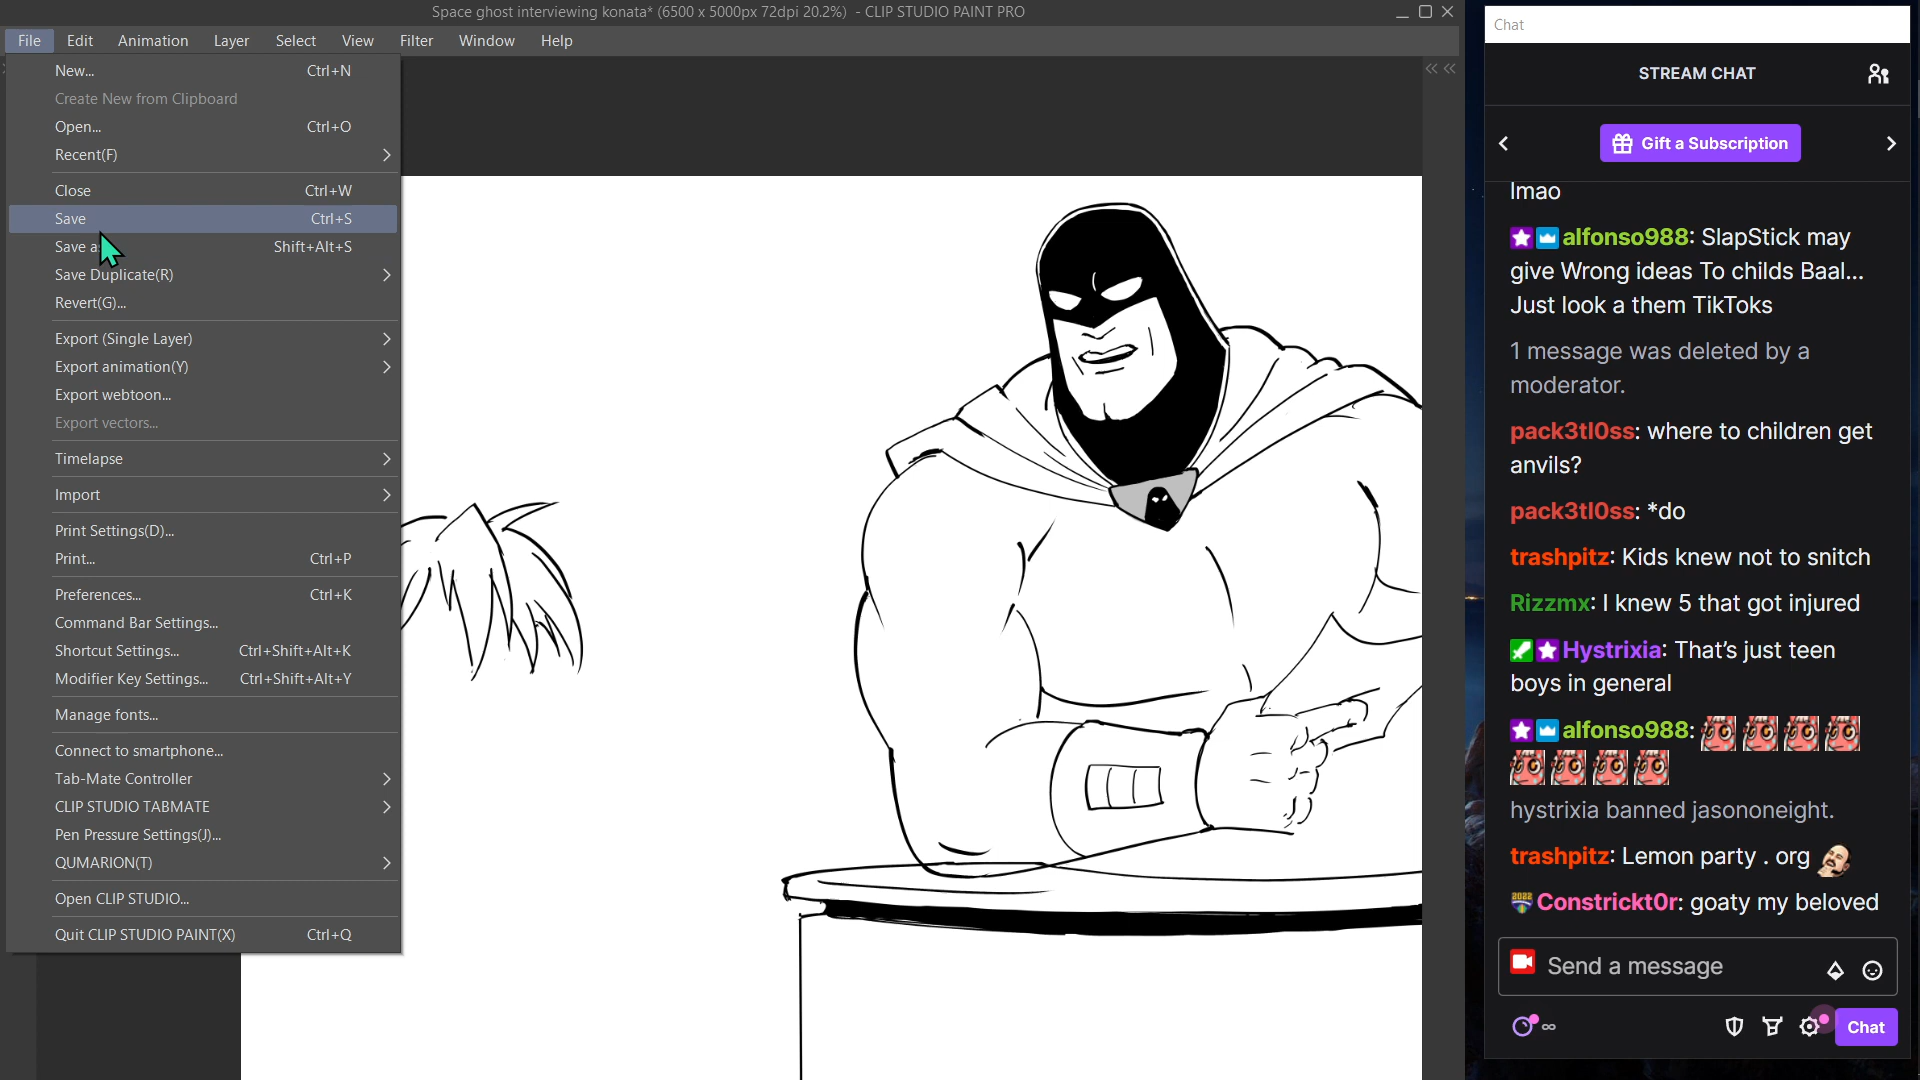 Space ghost interviewing konata* (6500 x 5000px 72dpi 20.2%) - CLIP STUDIO PAINT PRO
File Edit Animation Layer Select View Filter Window Help
New... Ctrl+N
Create New from Clipboard
Open... Ctrl+O
Recent(F)
Close Ctrl+W
Save Ctrl+S
Save a Shift+Alt+S
Save Duplicate(R)
Revert(G)...
Export (Single Layer)
Export animation(Y)
Export webtoon...
Export vectors...
Timelapse
Import
Print Settings(D)...
Print... Ctrl+P
Preferences... Ctrl+K
Command Bar Settings...
Shortcut Settings... Ctrl+Shift+Alt+K
Modifier Key Settings... Ctrl+Shift+Alt+Y
Manage fonts...
Connect to smartphone...
Tab-Mate Controller
CLIP STUDIO TABMATE
Pen Pressure Settings(J)...
QUMARION(T)
Open CLIP STUDIO...
Quit CLIP STUDIO PAINT(X) Ctrl+Q
Chat
STREAM CHAT
Gift a Subscription
lmao
alfonso988: SlapStick may
give Wrong ideas To childs Baal...
Just look a them TikToks
1 message was deleted by a
moderator.
pack3tl0ss: where to children get
anvils?
pack3tl0ss: *do
trashpitz: Kids knew not to snitch
Rizzmx: I knew 5 that got injured
Hystrixia: That's just teen
boys in general
alfonso988:
hystrixia banned jasononeight.
trashpitz: Lemon party . org
2022 Constrickt0r: goaty my beloved
Send a message
∞
Chat